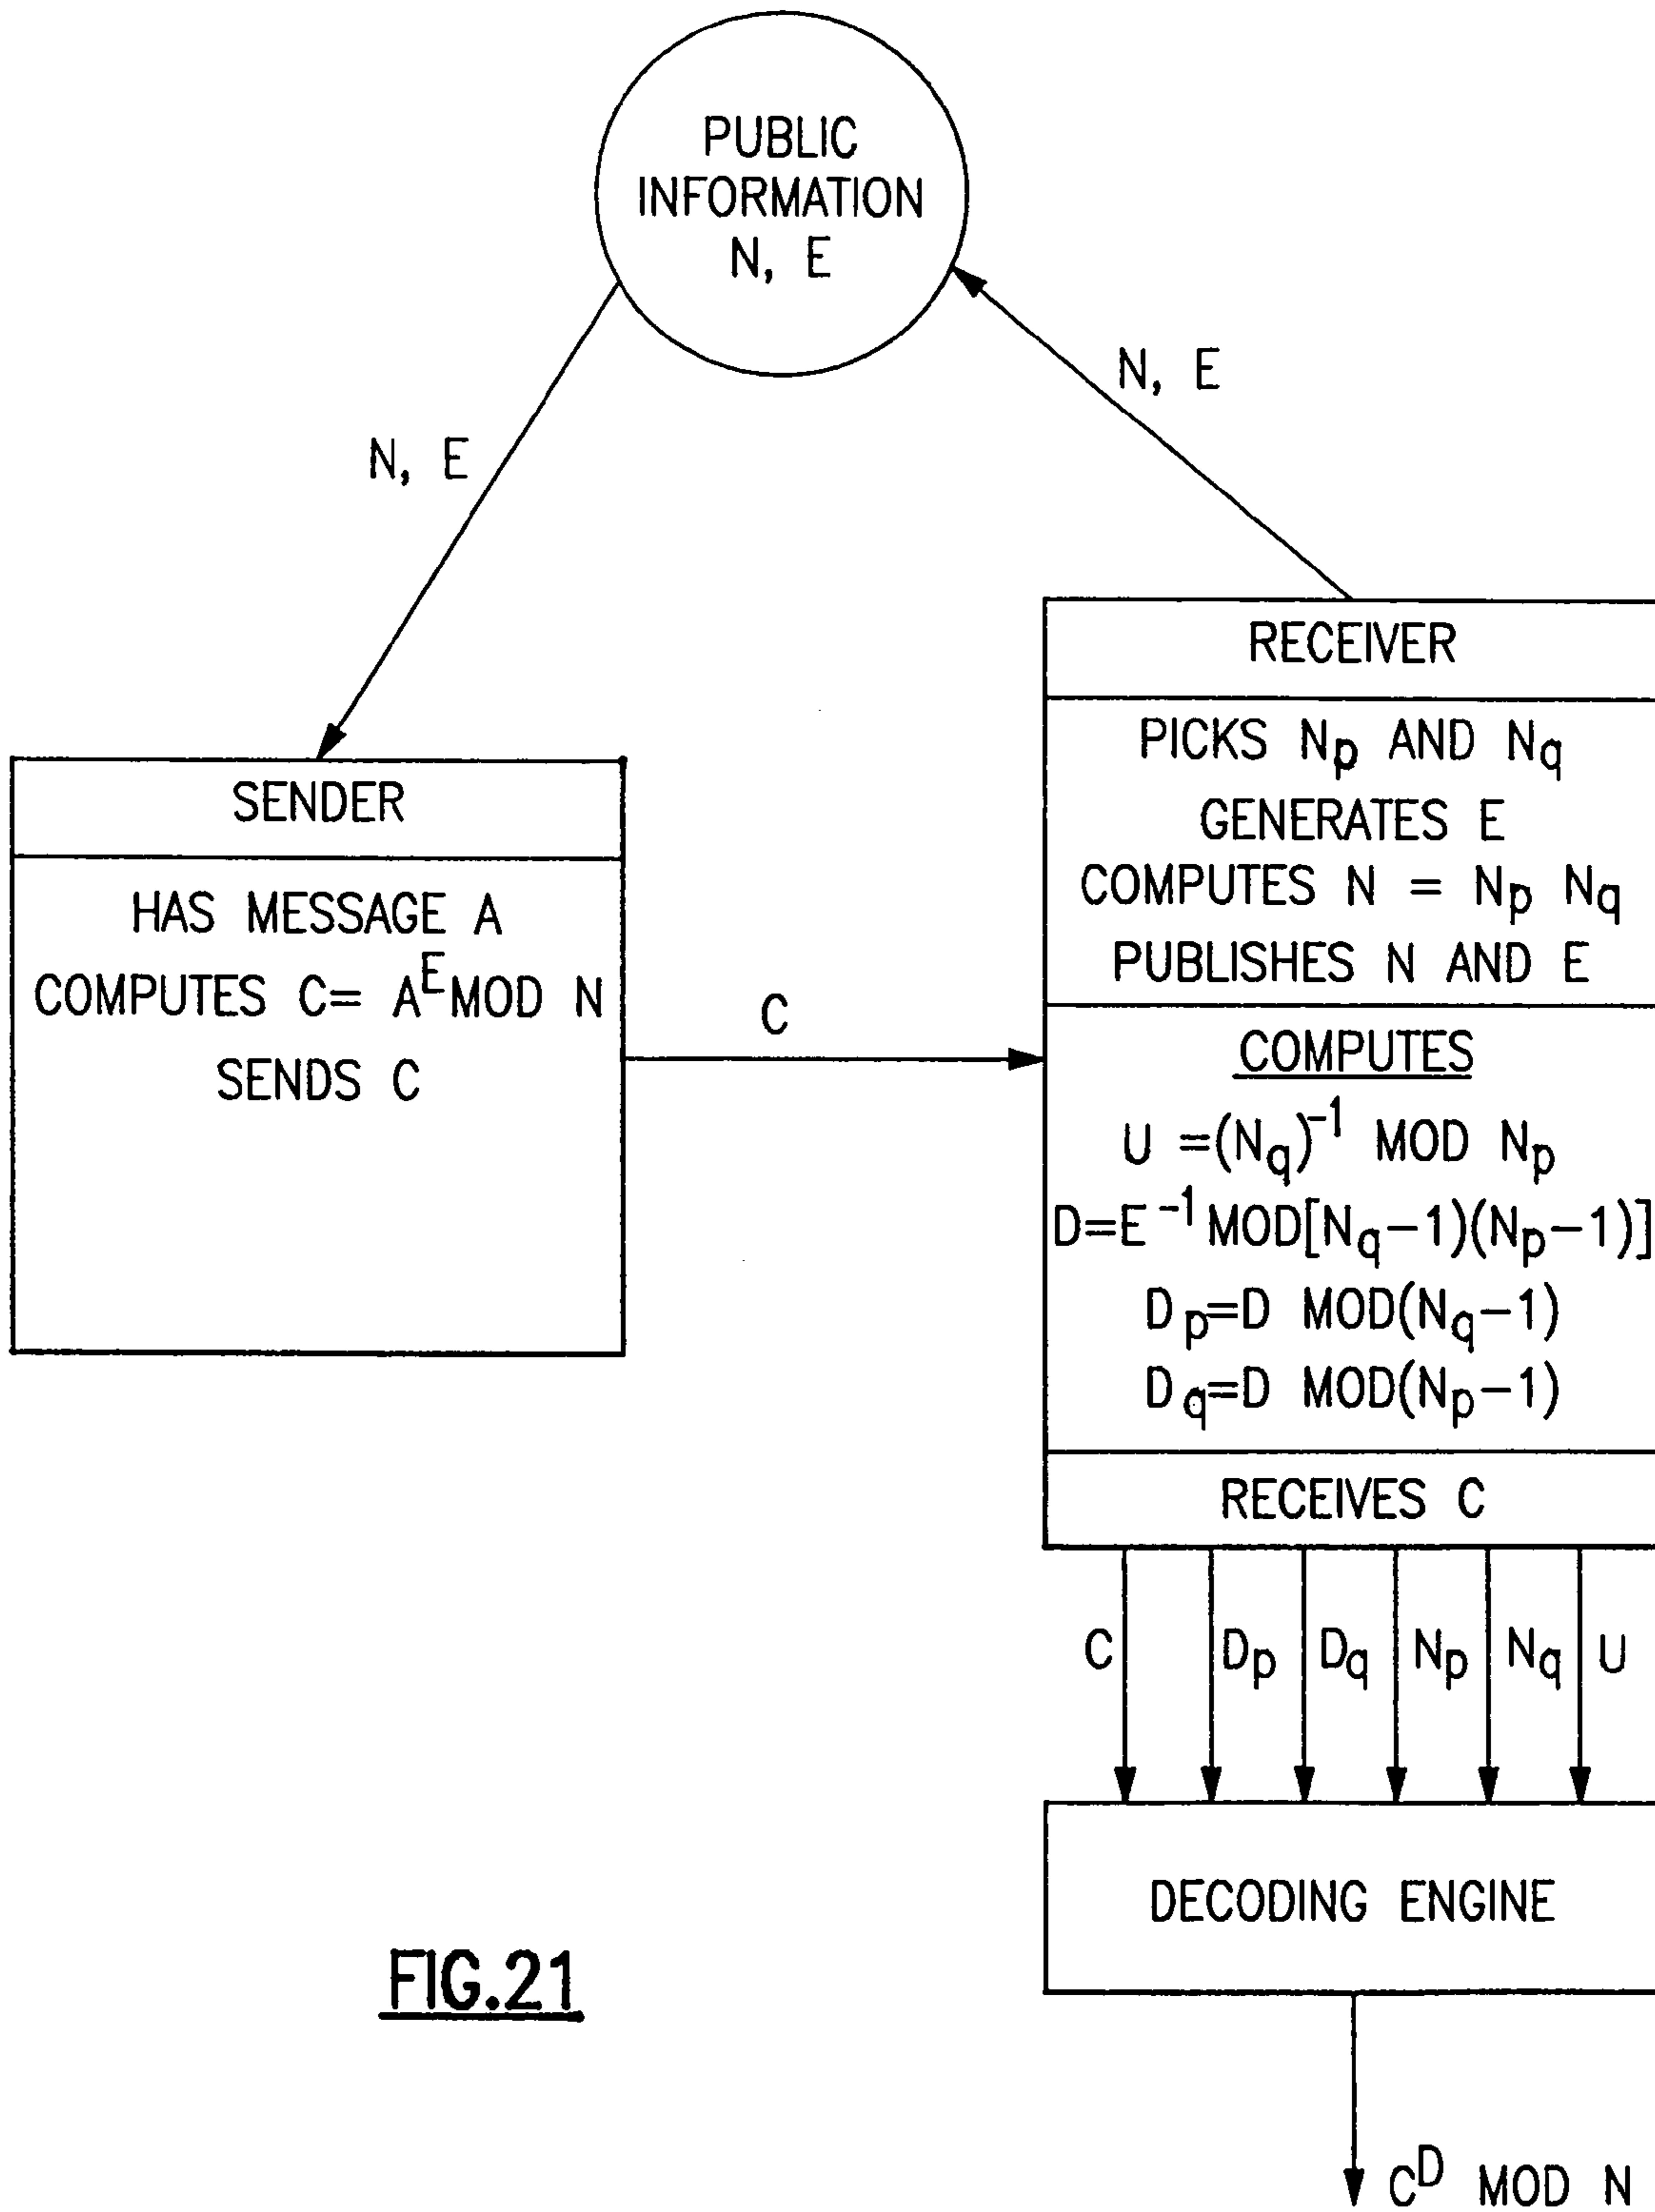 PUBLIC
INFORMATION
N, E
N, E
N, E
SENDER
HAS MESSAGE A
COMPUTES C= A^E MOD N
SENDS C
C
RECEIVER
PICKS Np AND Nq
GENERATES E
COMPUTES N = Np Nq
PUBLISHES N AND E
COMPUTES
U =(Nq)^-1 MOD Np
D=E^-1 MOD[Nq-1)(Np-1)]
Dp=D MOD(Nq-1)
Dq=D MOD(Np-1)
RECEIVES C
C Dp Dq Np Nq U
DECODING ENGINE
C^D MOD N
FIG.21